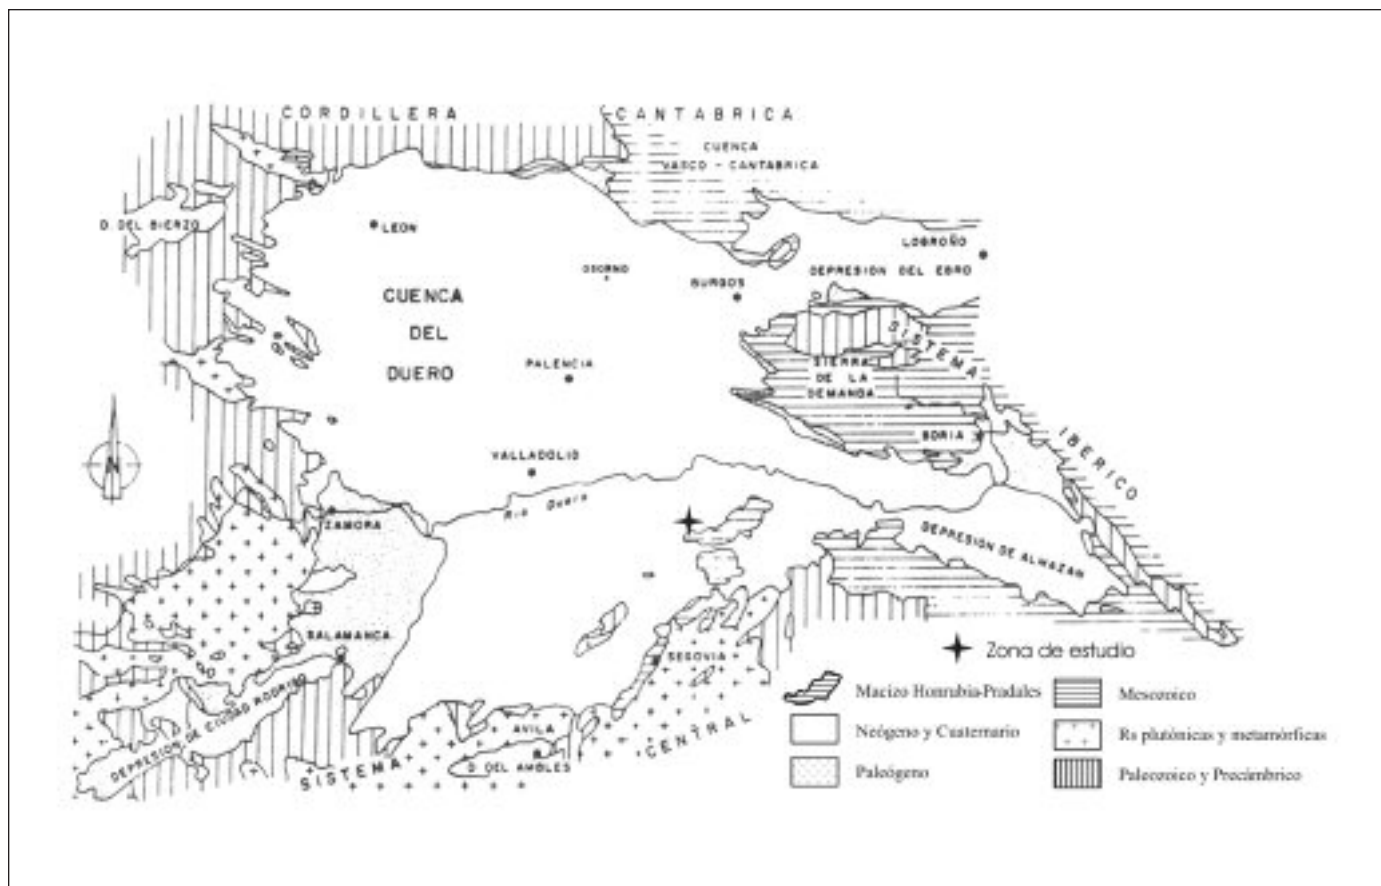 CORDILLERA CANTABRICA
CUENCA
VASCO - CANTABRICA
D. DEL BIERZO
LEON
LOGROÑO
OSORNO
DEPRESION DEL EBRO
BURGOS
CUENCA
DEL
DUERO
SISTEMA
IBERICO
PALENCIA
SIERRA
DE LA
DEMANDA
SORIA
N
VALLADOLID
Rio Duero
ZAMORA
DEPRESION DE ALMAZAN
SALAMANCA
SEGOVIA
DEPRESION DE CIUDAD RODRIGO
AVILA
D. DEL AMBLES
SISTEMA
CENTRAL
Zona de estudio
Macizo Honrubia-Pradales
Mesozoico
Neógeno y Cuaternario
Rs plutónicas y metamórficas
Paleógeno
Paleozoico y Precámbrico